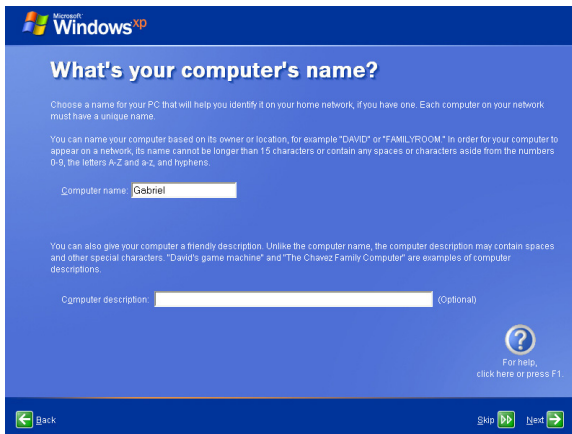 Microsoft
Windows xp
What's your computer's name?
Choose a name for your PC that will help you identify it on your home network, if you have one. Each computer on your network
must have a unique name.
You can name your computer based on its owner or location, for example "DAVID" or "FAMILYROOM." In order for your computer to
appear on a network, its name cannot be longer than 15 characters or contain any spaces or characters aside from the numbers
0-9, the letters A-Z and a-z, and hyphens.
Computer name: Gabriel
You can also give your computer a friendly description. Unlike the computer name, the computer description may contain spaces
and other special characters. "David's game machine" and "The Chavez Family Computer" are examples of computer
descriptions.
Computer description: (Optional)
For help,
click here or press F1.
Back Skip Next